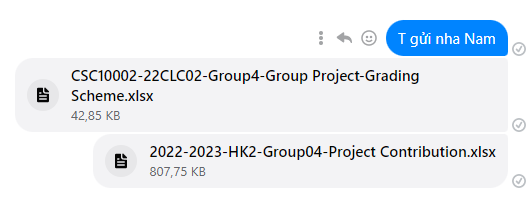 T gửi nha Nam
CSC10002-22CLC02-Group4-Group Project-Grading
Scheme.xlsx
42,85 KB
2022-2023-HK2-Group04-Project Contribution.xlsx
807,75 KB